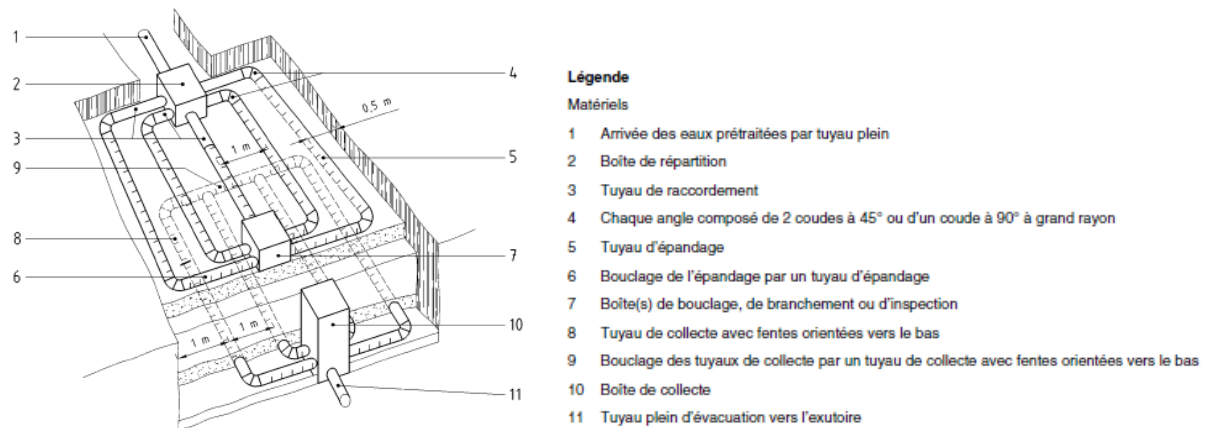 1
2
3
9
8
6
4
0.5 m
5
1 m
7
1 m
1 m
10
11
Légende
Matériels
1 Arrivée des eaux prétraitées par tuyau plein
2 Boîte de répartition
3 Tuyau de raccordement
4 Chaque angle composé de 2 coudes à 45° ou d'un coude à 90° à grand rayon
5 Tuyau d'épandage
6 Bouclage de l'épandage par un tuyau d'épandage
7 Boîte(s) de bouclage, de branchement ou d'inspection
8 Tuyau de collecte avec fentes orientées vers le bas
9 Bouclage des tuyaux de collecte par un tuyau de collecte avec fentes orientées vers le bas
10 Boîte de collecte
11 Tuyau plein d'évacuation vers l'exutoire